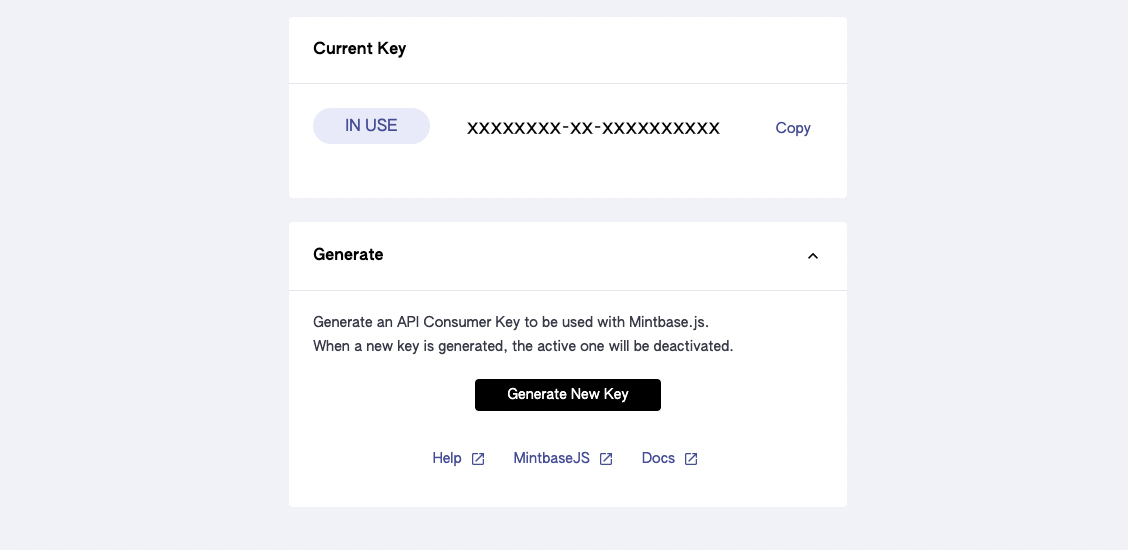 Current Key
IN USE xxxxxxxx-xx-xxxxxxxxxx Copy
Generate
Generate an API Consumer Key to be used with Mintbase.js.
When a new key is generated, the active one will be deactivated.
Generate New Key
Help MintbaseJS Docs